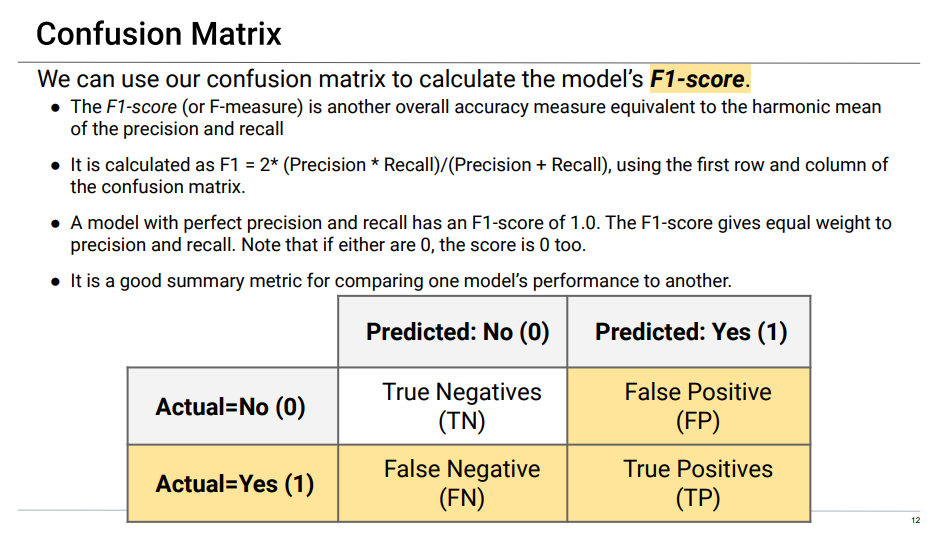 Confusion Matrix
We can use our confusion matrix to calculate the model's F1-score.
● The F1-score (or F-measure) is another overall accuracy measure equivalent to the harmonic mean
of the precision and recall
● It is calculated as F1 = 2* (Precision * Recall)/(Precision + Recall), using the first row and column of
the confusion matrix.
● A model with perfect precision and recall has an F1-score of 1.0. The F1-score gives equal weight to
precision and recall. Note that if either are 0, the score is 0 too.
● It is a good summary metric for comparing one model's performance to another.
Predicted: No (0) Predicted: Yes (1)
Actual=No (0) True Negatives (TN) False Positive (FP)
Actual=Yes (1) False Negative (FN) True Positives (TP)
12